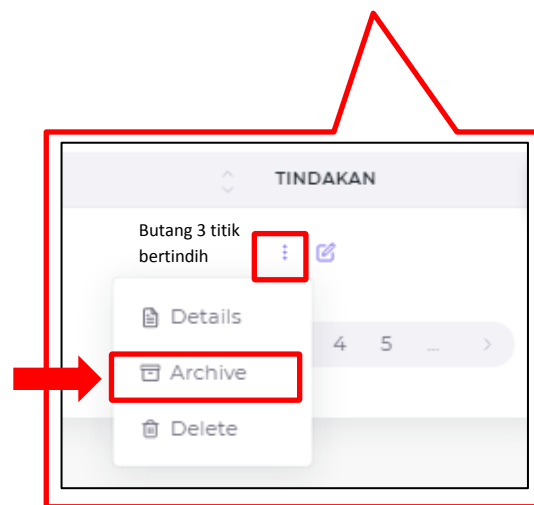 TINDAKAN
Butang 3 titik
bertindih
Details
4 5 ... >
Archive
Delete